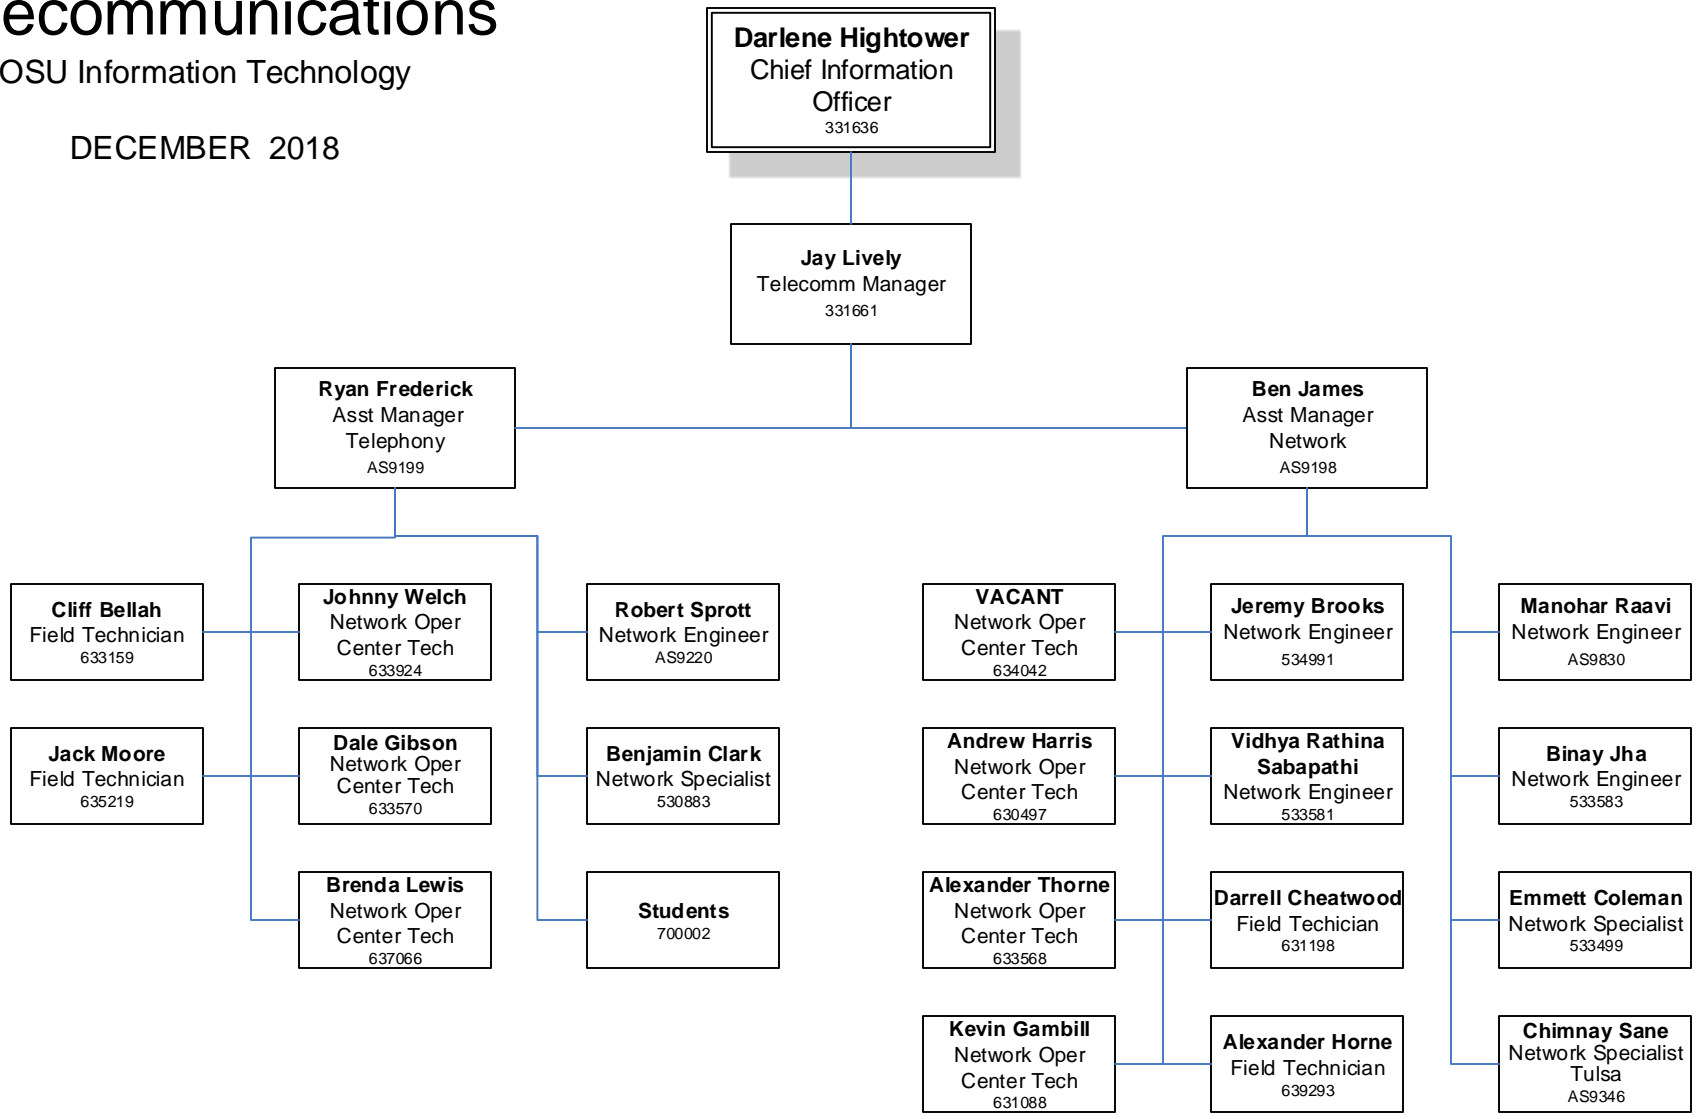 ecommunications
OSU Information Technology
DECEMBER 2018
Darlene Hightower
Chief Information
Officer
331636
Jay Lively
Telecomm Manager
331661
Ryan Frederick
Asst Manager
Telephony
AS9199
Ben James
Asst Manager
Network
AS9198
Cliff Bellah
Field Technician
633159
Johnny Welch
Network Oper
Center Tech
633924
Robert Sprott
Network Engineer
AS9220
VACANT
Network Oper
Center Tech
634042
Jeremy Brooks
Network Engineer
534991
Manohar Raavi
Network Engineer
AS9830
Jack Moore
Field Technician
635219
Dale Gibson
Network Oper
Center Tech
633570
Benjamin Clark
Network Specialist
530883
Andrew Harris
Network Oper
Center Tech
630497
Vidhya Rathina
Sabapathi
Network Engineer
533581
Binay Jha
Network Engineer
533583
Brenda Lewis
Network Oper
Center Tech
637066
Students
700002
Alexander Thorne
Network Oper
Center Tech
633568
Darrell Cheatwood
Field Techician
631198
Emmett Coleman
Network Specialist
533499
Kevin Gambill
Network Oper
Center Tech
631088
Alexander Horne
Field Technician
639293
Chimnay Sane
Network Specialist
Tulsa
AS9346